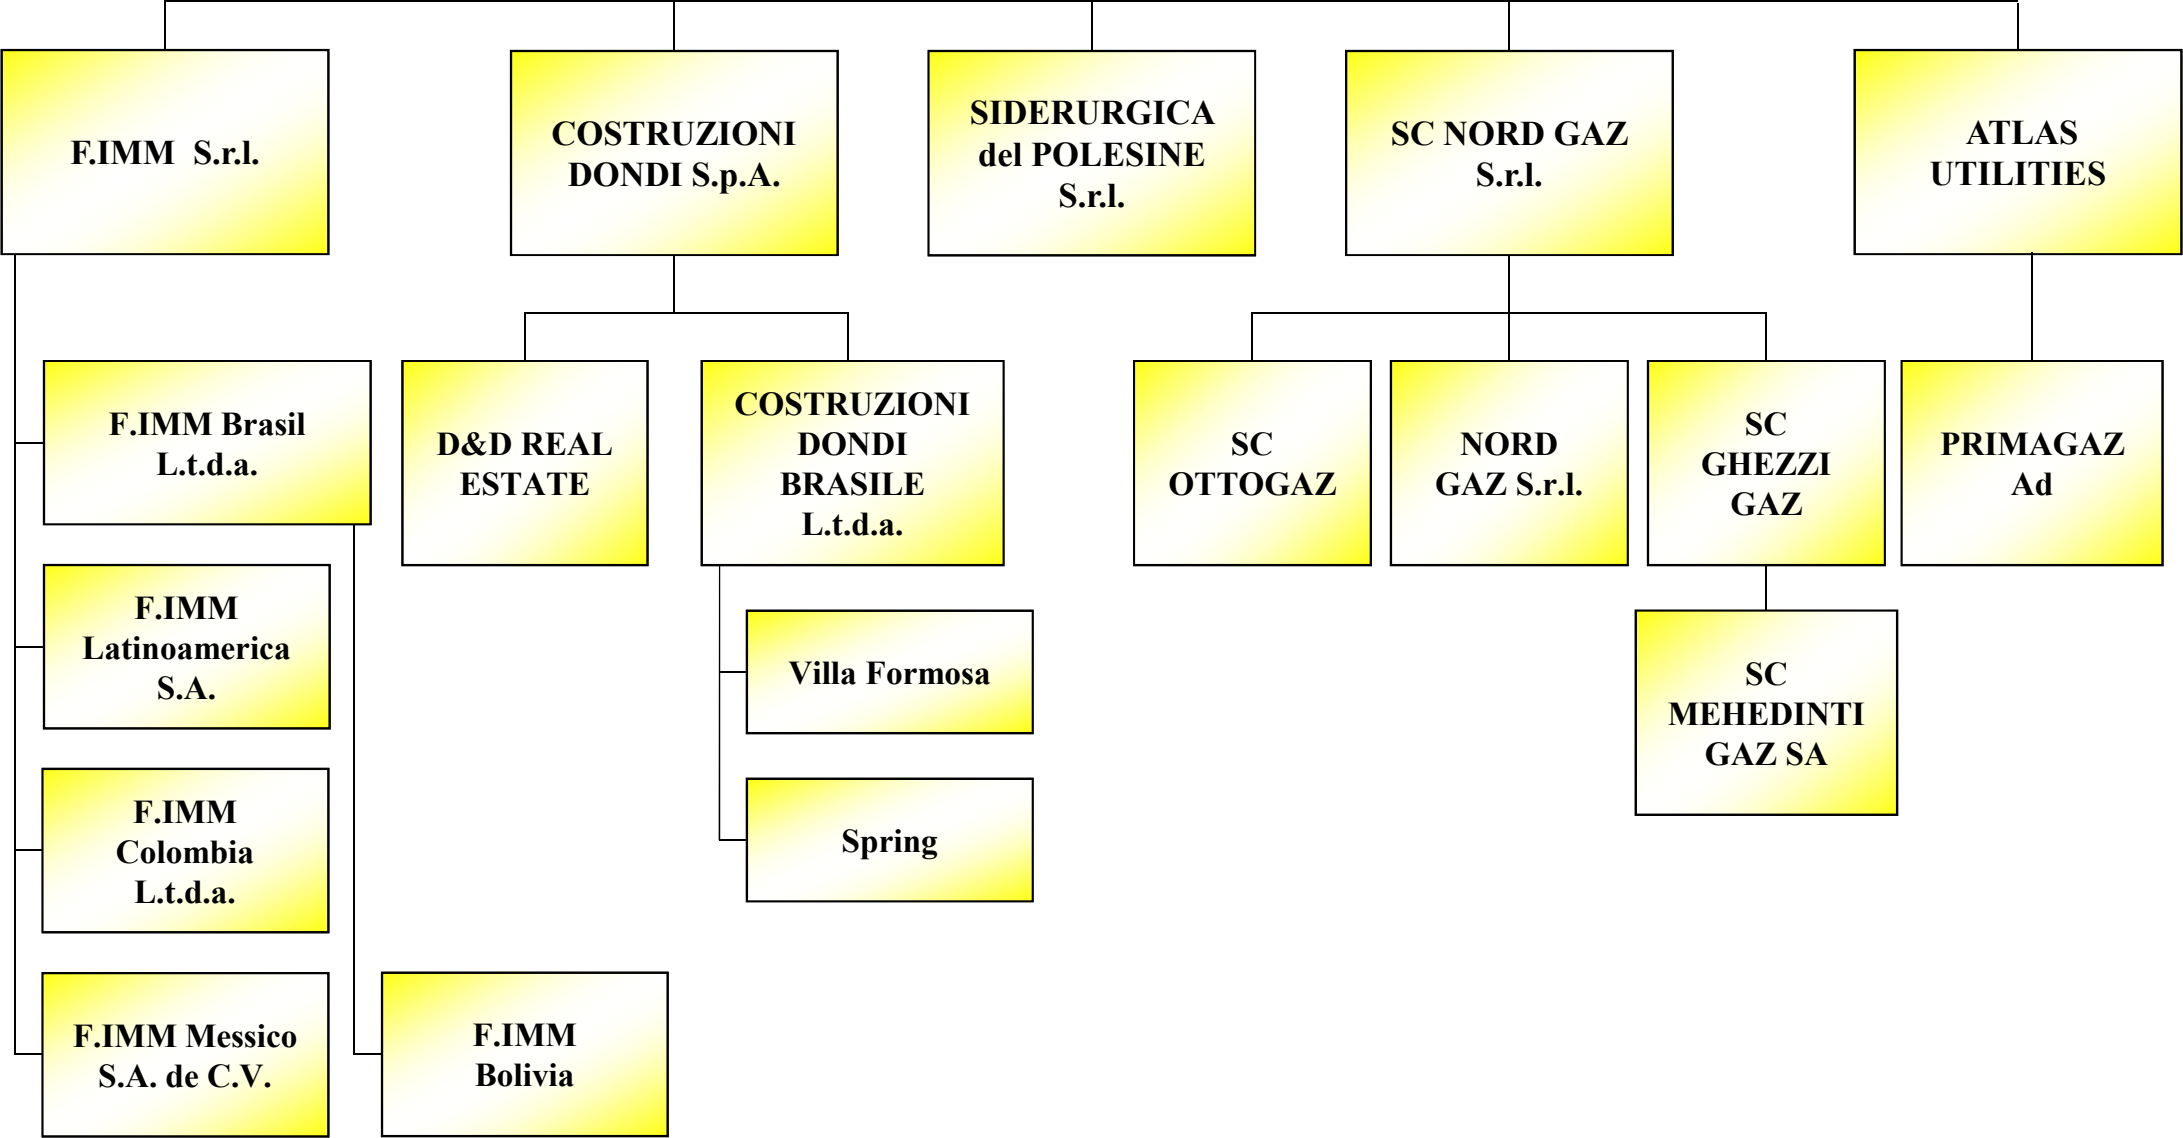 F.IMM  S.r.l.
COSTRUZIONI
DONDI S.p.A.
SIDERURGICA
del POLESINE
S.r.l.
SC NORD GAZ
S.r.l.
ATLAS
UTILITIES
F.IMM Brasil
L.t.d.a.
D&D REAL
ESTATE
COSTRUZIONI
DONDI
BRASILE
L.t.d.a.
SC
OTTOGAZ
NORD
GAZ S.r.l.
SC
GHEZZI
GAZ
PRIMAGAZ
Ad
F.IMM
Latinoamerica
S.A.
Villa Formosa
SC
MEHEDINTI
GAZ SA
F.IMM
Colombia
L.t.d.a.
Spring
F.IMM Messico
S.A. de C.V.
F.IMM
Bolivia